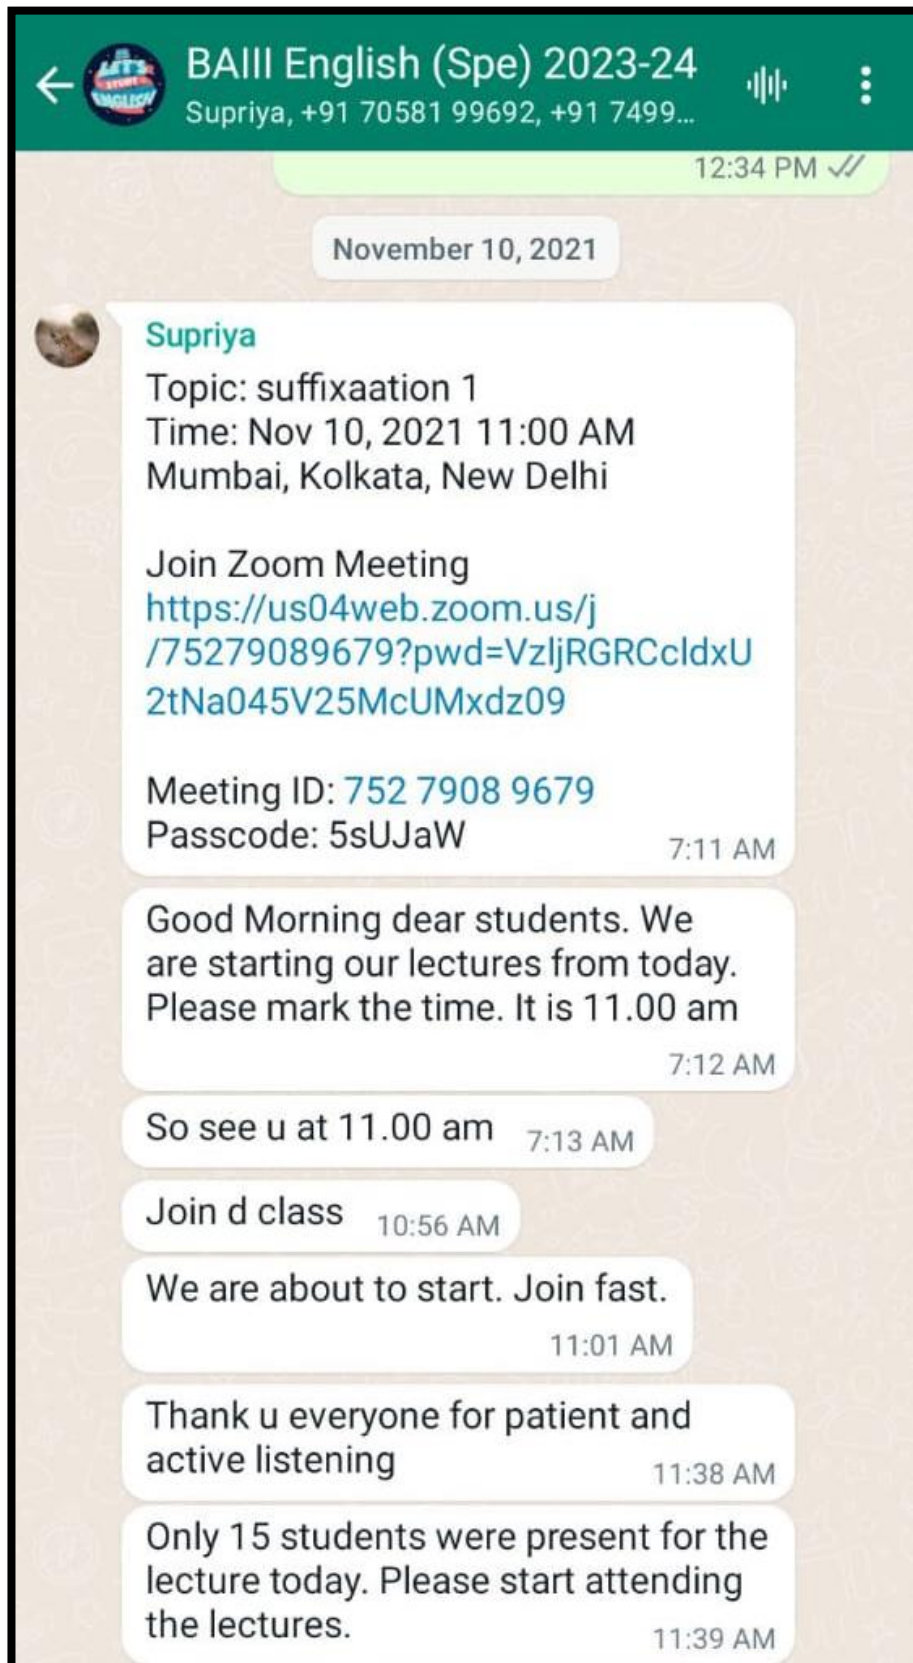 BAIII English (Spe) 2023-24
Supriya, +91 70581 99692, +91 7499...
LET'S
STUDY
ENGLISH
12:34 PM
November 10, 2021
Supriya
Topic: suffixaation 1
Time: Nov 10, 2021 11:00 AM
Mumbai, Kolkata, New Delhi
Join Zoom Meeting
https://us04web.zoom.us/j
/75279089679?pwd=VzljRGRCcldxU
2tNa045V25McUMxdz09
Meeting ID: 752 7908 9679
Passcode: 5sUJaW
7:11 AM
Good Morning dear students. We
are starting our lectures from today.
Please mark the time. It is 11.00 am
7:12 AM
So see u at 11.00 am 7:13 AM
Join d class 10:56 AM
We are about to start. Join fast.
11:01 AM
Thank u everyone for patient and
active listening 11:38 AM
Only 15 students were present for the
lecture today. Please start attending
the lectures. 11:39 AM